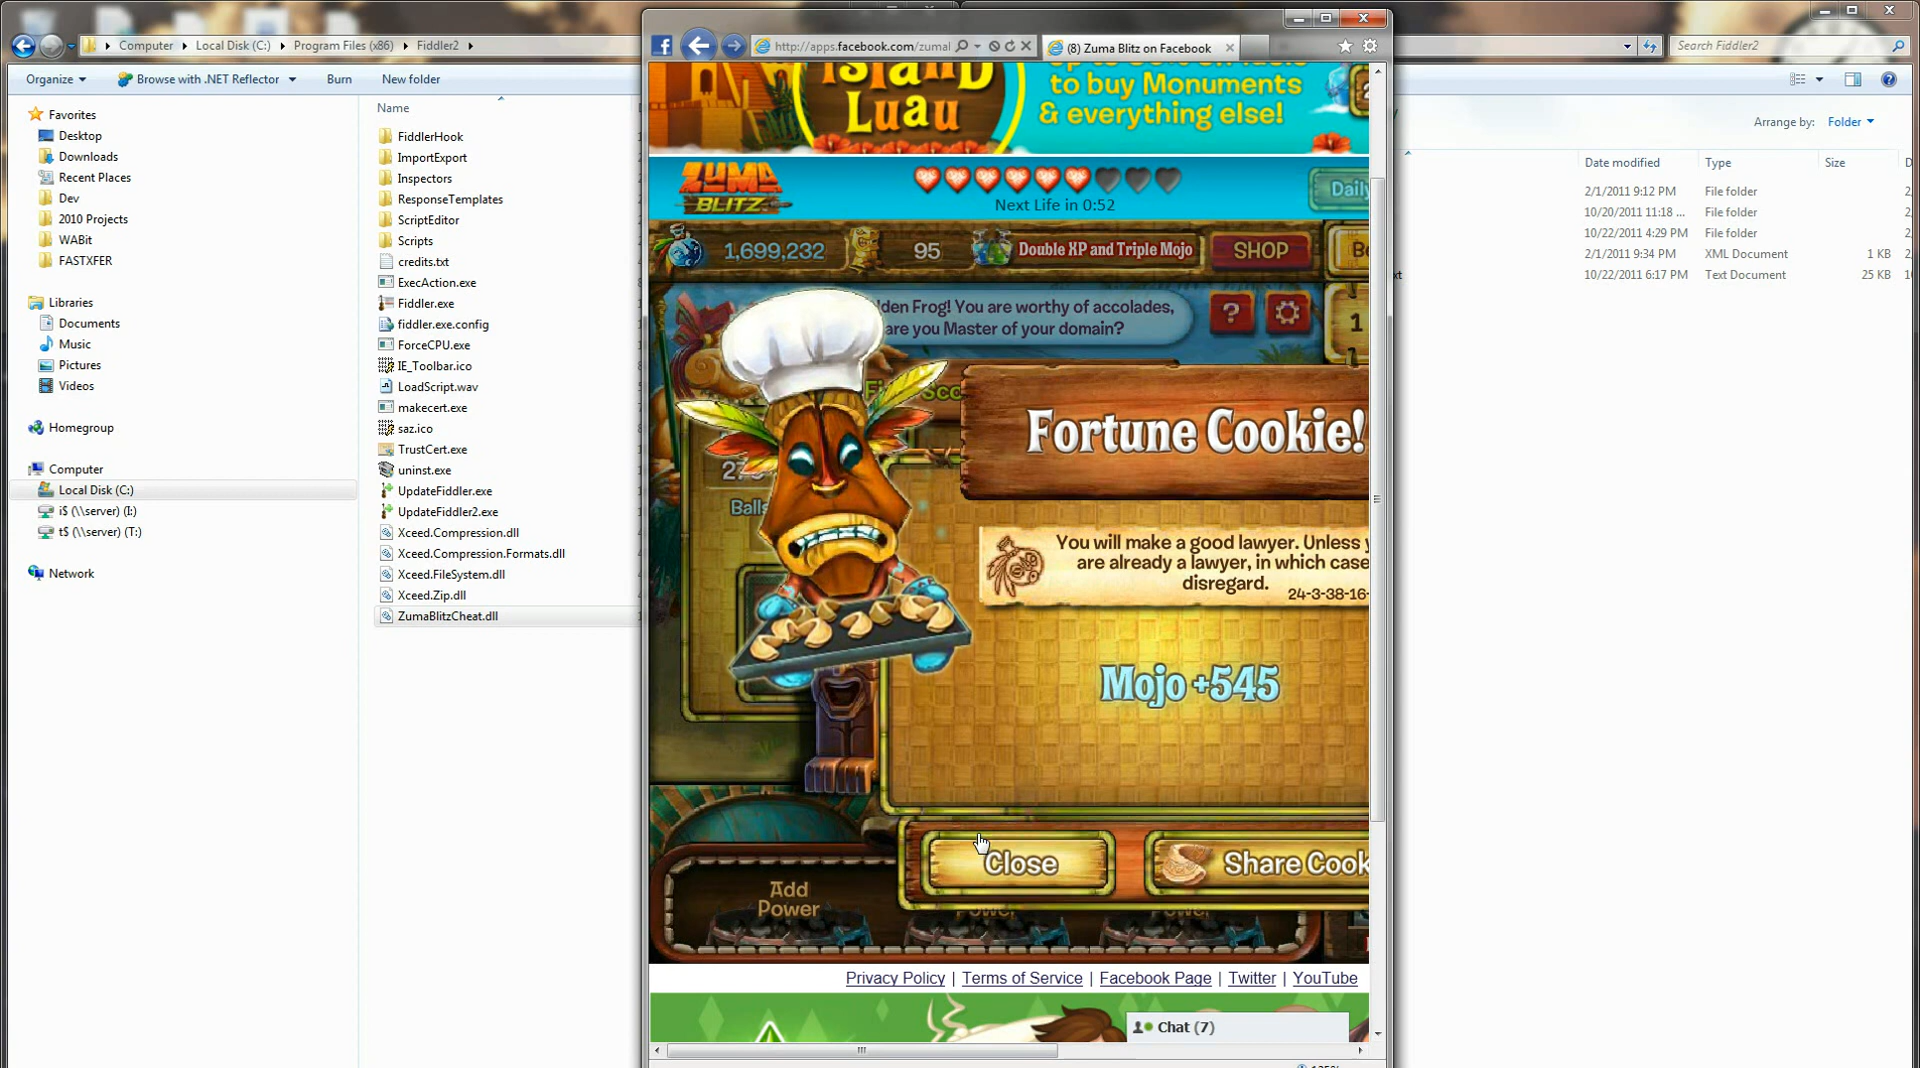 Computer
Local Disk (C:)
Program Files (x86)
Fiddler2
Organize
Browse with .NET Reflector
Burn
New folder
Favorites
Desktop
Downloads
Recent Places
Dev
2010 Projects
WABit
FASTXFER
Libraries
Documents
Music
Pictures
Videos
Homegroup
Computer
Local Disk (C:)
i$ (\\server) (I:)
t$ (\\server) (T:)
Network
Name
FiddlerHook
ImportExport
Inspectors
ResponseTemplates
ScriptEditor
Scripts
credits.txt
ExecAction.exe
Fiddler.exe
fiddler.exe.config
ForceCPU.exe
IE_Toolbar.ico
LoadScript.wav
makecert.exe
saz.ico
TrustCert.exe
uninst.exe
UpdateFiddler.exe
UpdateFiddler2.exe
Xceed.Compression.dll
Xceed.Compression.Formats.dll
Xceed.FileSystem.dll
Xceed.Zip.dll
ZumaBlitzCheat.dll
http://apps.facebook.com/zumal
(8) Zuma Blitz on Facebook
Island
Luau
to buy Monuments
& everything else!
ZUMA
BLITZ
Next Life in 0:52
Daily
1,699,232
95
Double XP and Triple Mojo
SHOP
den Frog! You are worthy of accolades,
are you Master of your domain?
?
1
Fortune Cookie!
Balls
You will make a good lawyer. Unless y
are already a lawyer, in which case
disregard.
24-3-38-16-
Mojo +545
Close
Share Cook
Add
Power
Power
Power
Privacy Policy | Terms of Service | Facebook Page | Twitter | YouTube
Chat (7)
Search Fiddler2
Arrange by: Folder
Date modified
Type
Size
2/1/2011 9:12 PM
File folder
10/20/2011 11:18 ...
File folder
10/22/2011 4:29 PM
File folder
2/1/2011 9:34 PM
XML Document
1 KB
10/22/2011 6:17 PM
Text Document
25 KB